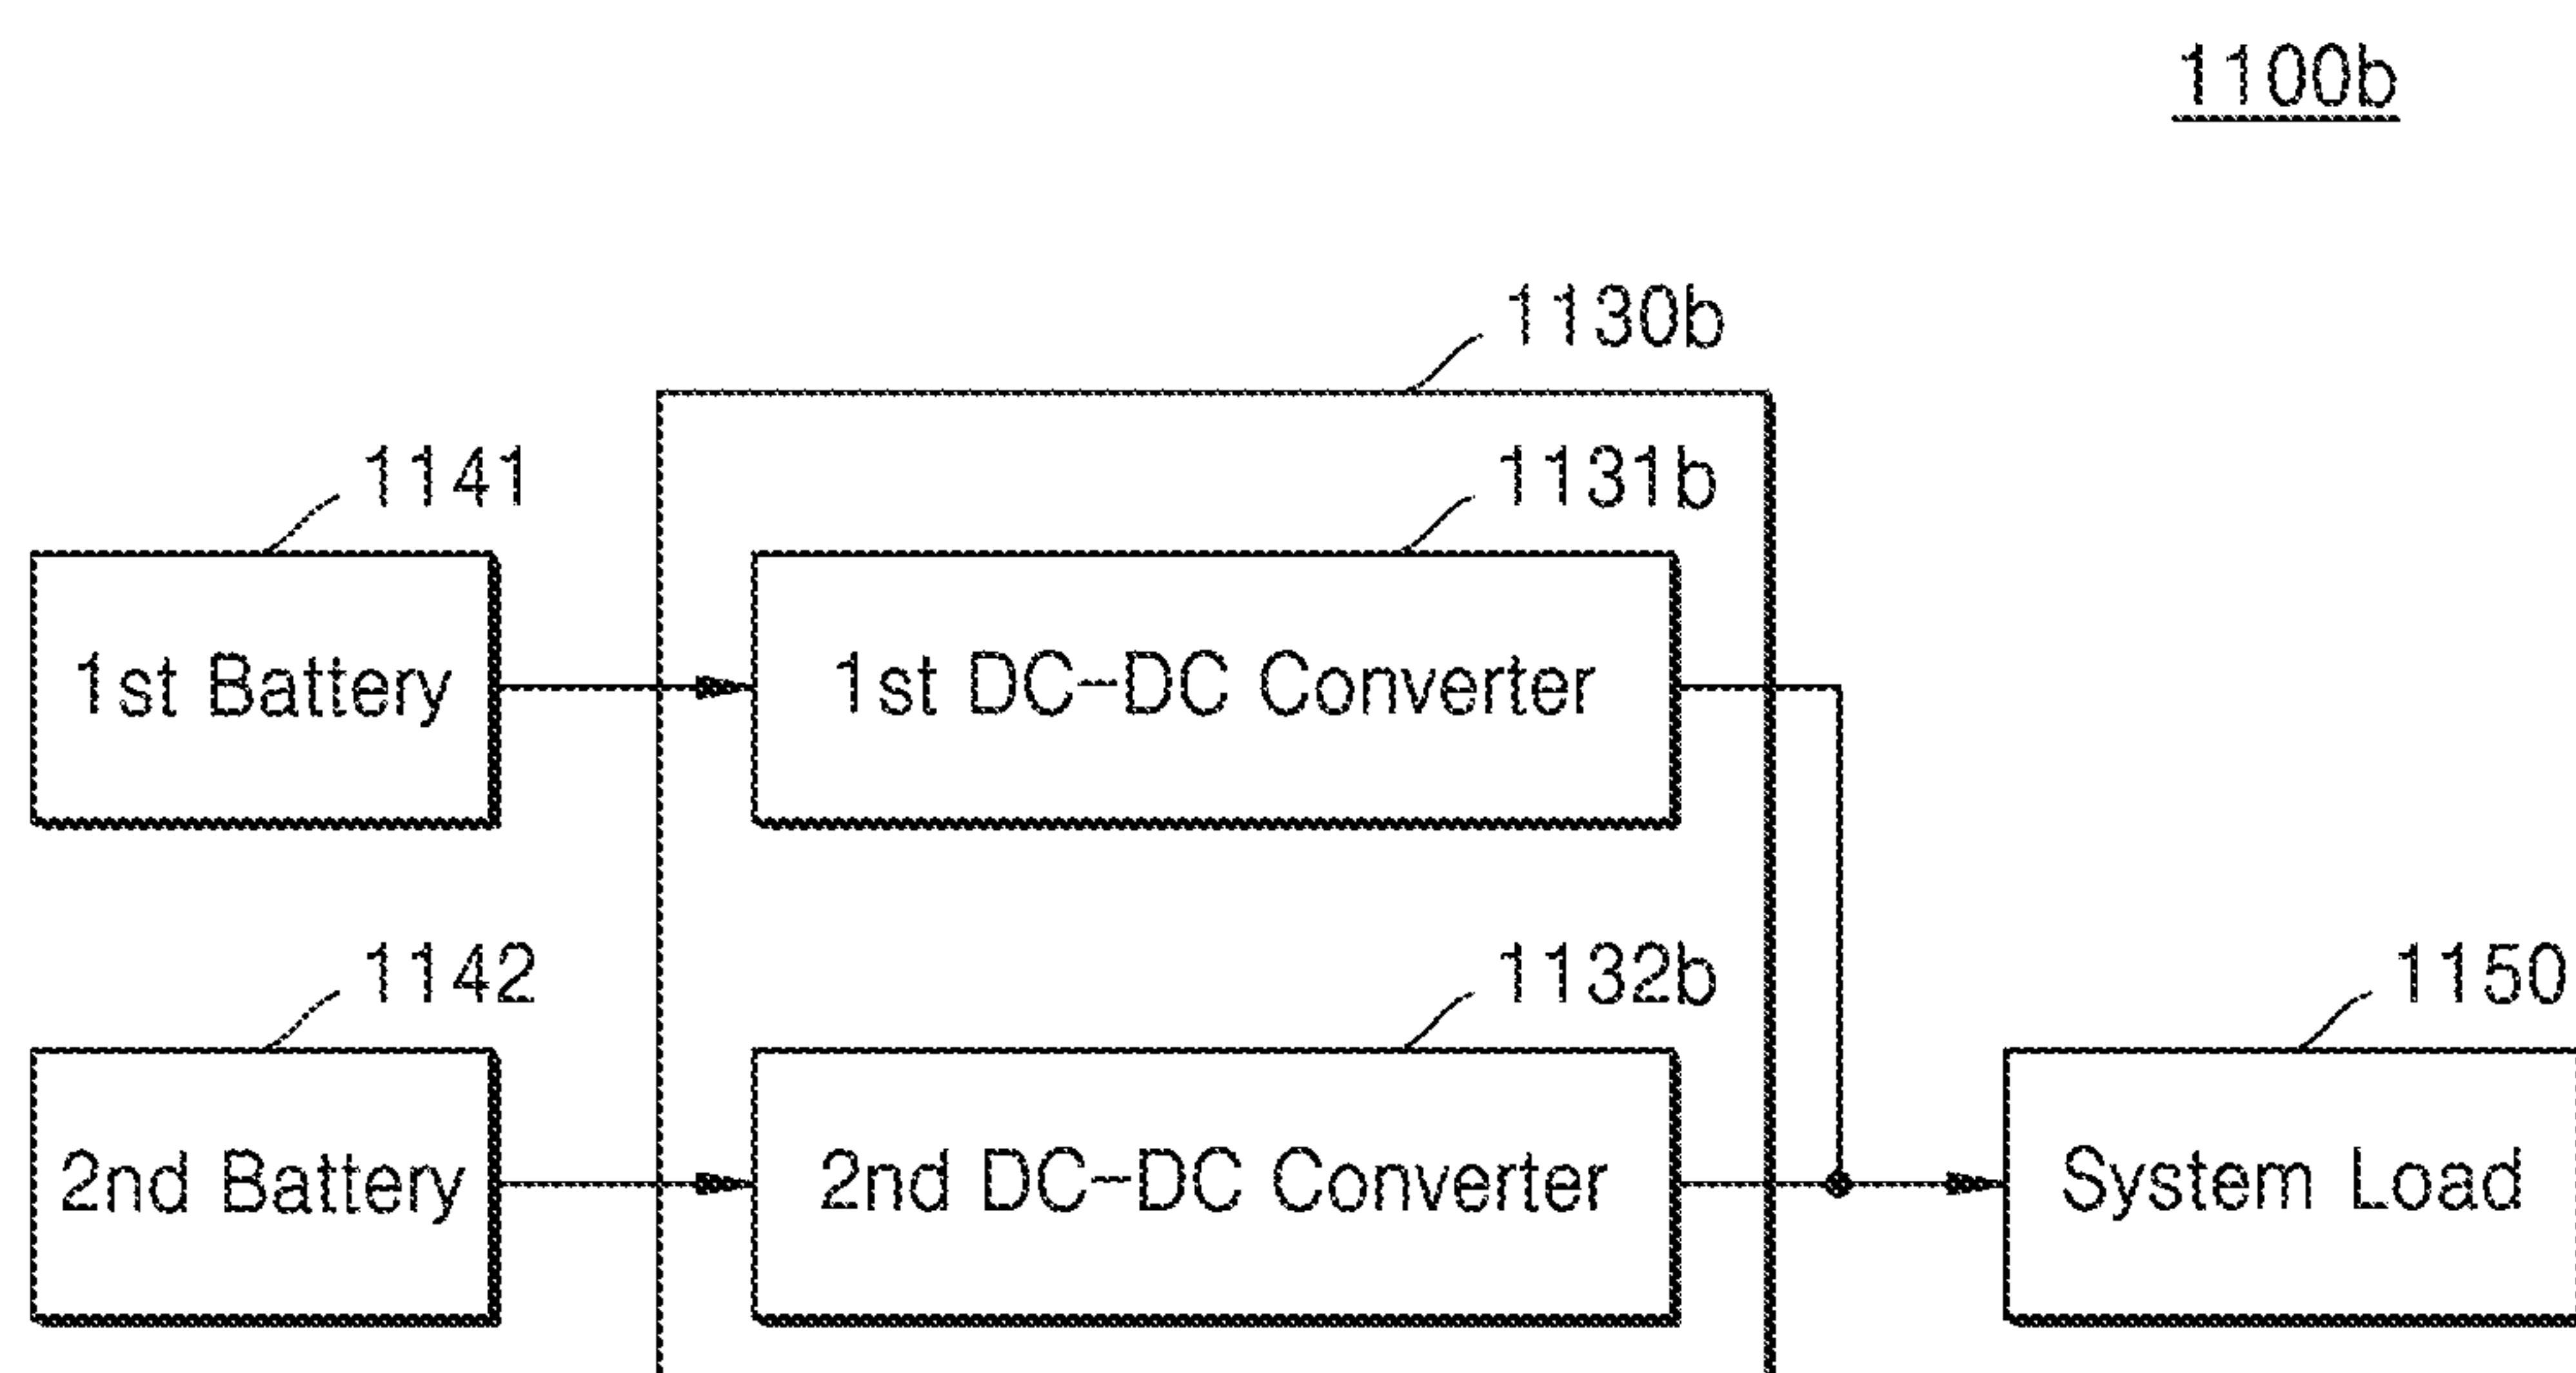 1100b
1130b
1141
1131b
1st Battery
1st DC-DC Converter
1142
1132b
1150
2nd Battery
2nd DC-DC Converter
System Load